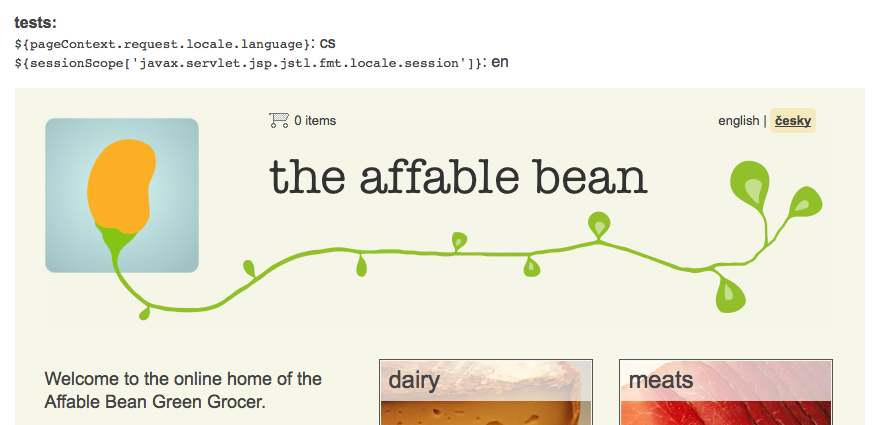 tests:
${pageContext.request.locale.language}: cs
${sessionScope['javax.servlet.jsp.jstl.fmt.locale.session']}: en
0 items
english | česky
the affable bean
Welcome to the online home of the
Affable Bean Green Grocer.
dairy
meats